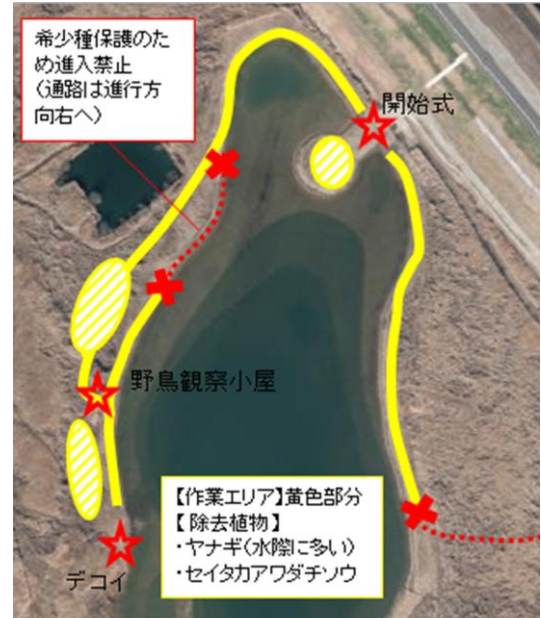 希少種保護のた
め進入禁止
(通路は進行方
向右へ)
開始式
野鳥観察小屋
【作業エリア】黄色部分
【除去植物】
・ヤナギ(水際に多い)
・セイタカアワダチソウ
デコイ